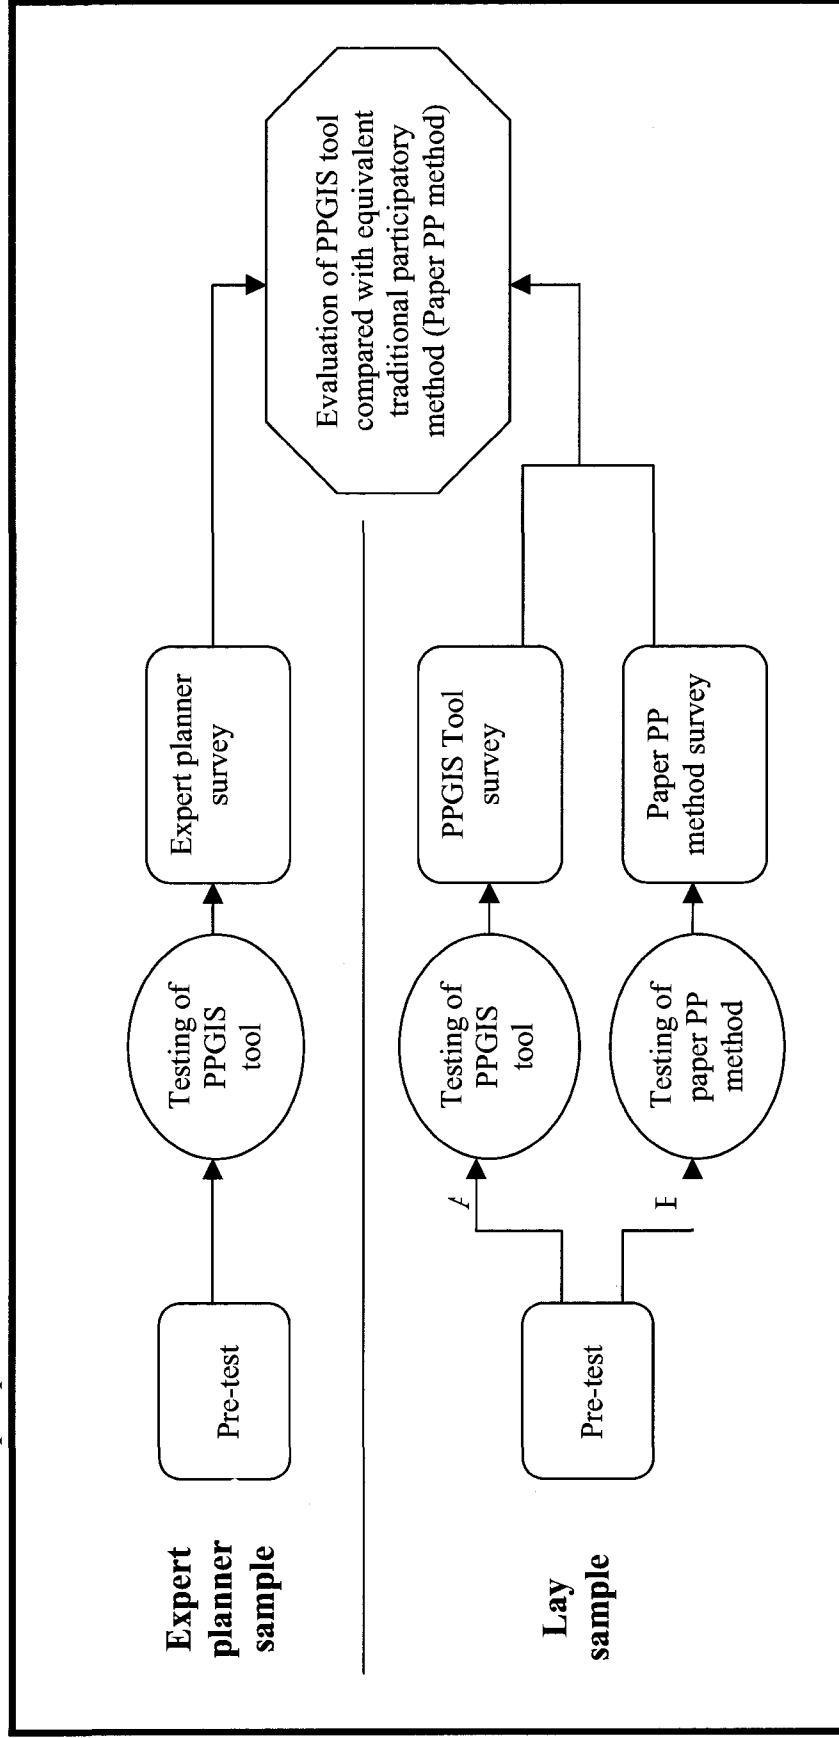 Expert
planner
sample
Pre-test
Testing of
PPGIS
tool
Expert planner
survey
Evaluation of PPGIS tool
compared with equivalent
traditional participatory
method (Paper PP method)
Lay
sample
Pre-test
Testing of
PPGIS
tool
PPGIS Tool
survey
Testing of
paper PP
method
Paper PP
method survey